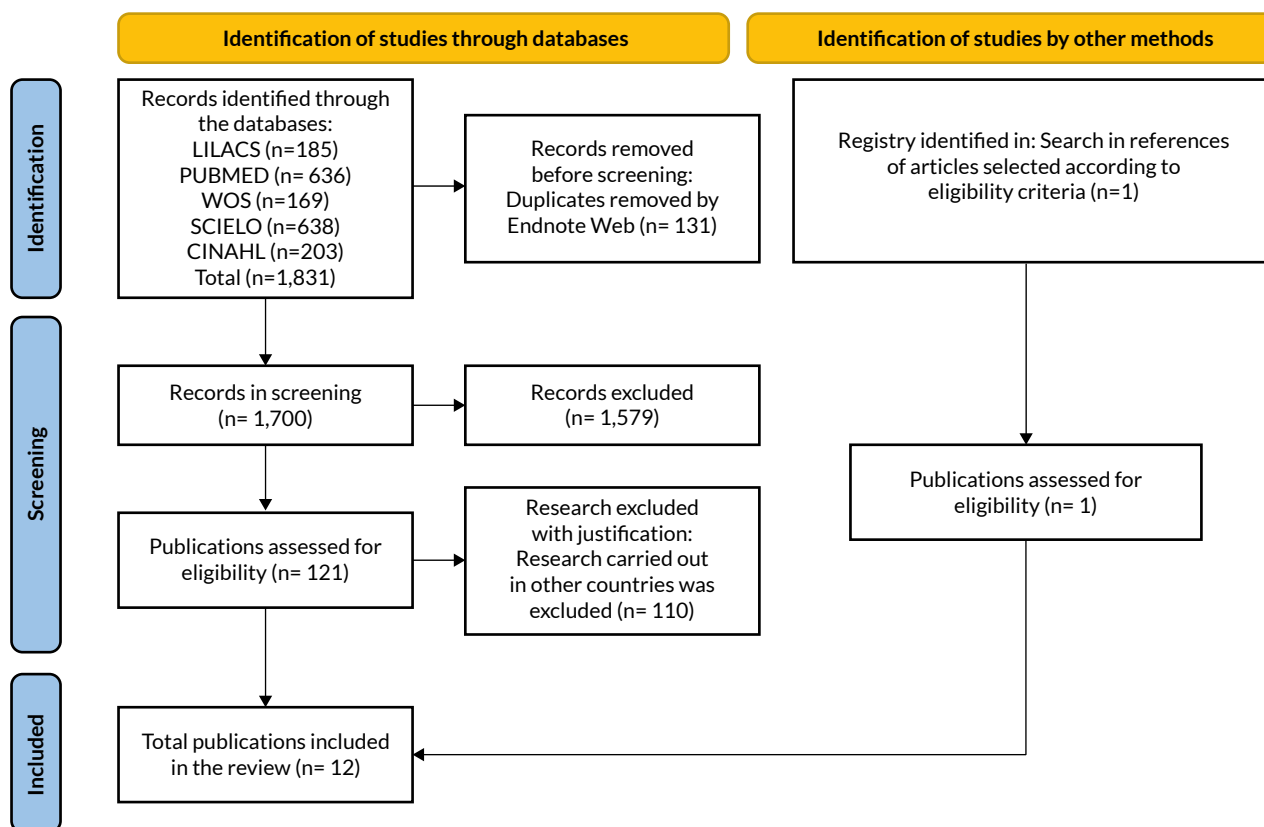 Identification of studies through databases
Identification of studies by other methods
Identification
Records identified through
the databases:
LILACS (n=185)
PUBMED (n= 636)
WOS (n=169)
SCIELO (n=638)
CINAHL (n=203)
Total (n=1,831)
Records removed
before screening:
Duplicates removed by
Endnote Web (n= 131)
Registry identified in: Search in references
of articles selected according to
eligibility criteria (n=1)
Screening
Records in screening
(n= 1,700)
Records excluded
(n= 1,579)
Publications assessed for
eligibility (n= 121)
Research excluded
with justification:
Research carried out
in other countries was
excluded (n= 110)
Publications assessed for
eligibility (n= 1)
Included
Total publications included
in the review (n= 12)